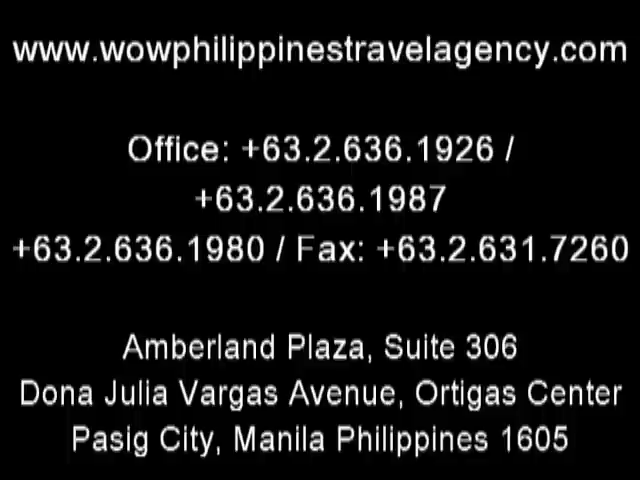 www.wowphilippinestravelagency.com
Office: +63.2.636.1926 /
+63.2.636.1987
+63.2.636.1980 / Fax: +63.2.631.7260
Amberland Plaza, Suite 306
Dona Julia Vargas Avenue, Ortigas Center
Pasig City, Manila Philippines 1605